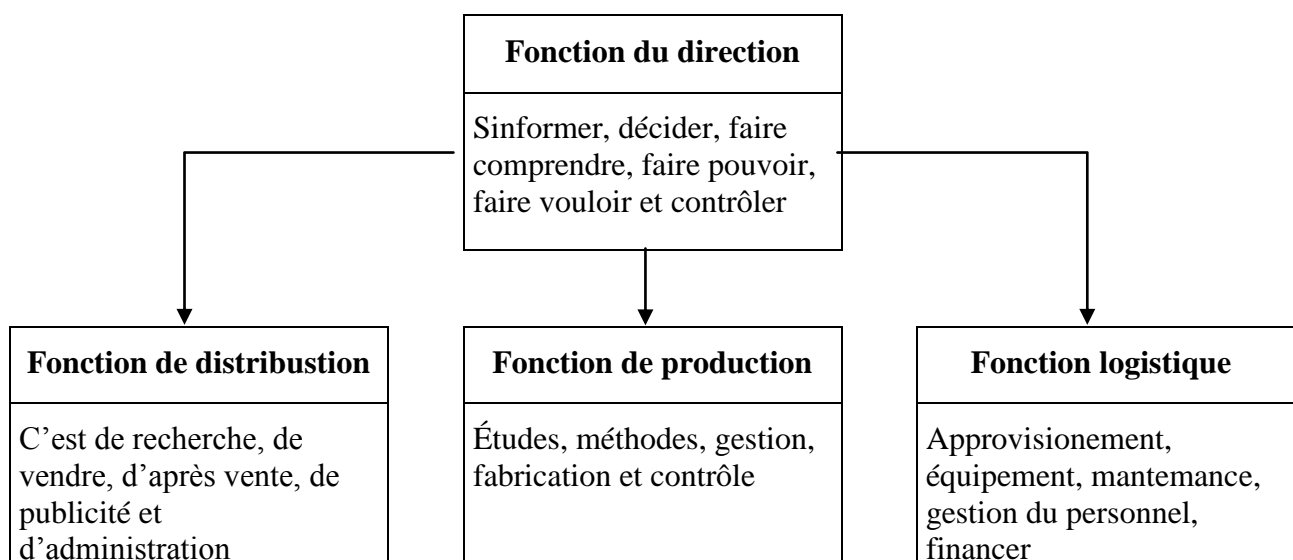 Fonction du direction
Sinformer, décider, faire
comprendre, faire pouvoir,
faire vouloir et contrôler
Fonction de distribustion
C’est de recherche, de
vendre, d’après vente, de
publicité et
d’administration
Fonction de production
Études, méthodes, gestion,
fabrication et contrôle
Fonction logistique
Approvisionement,
équipement, mantemance,
gestion du personnel,
financer